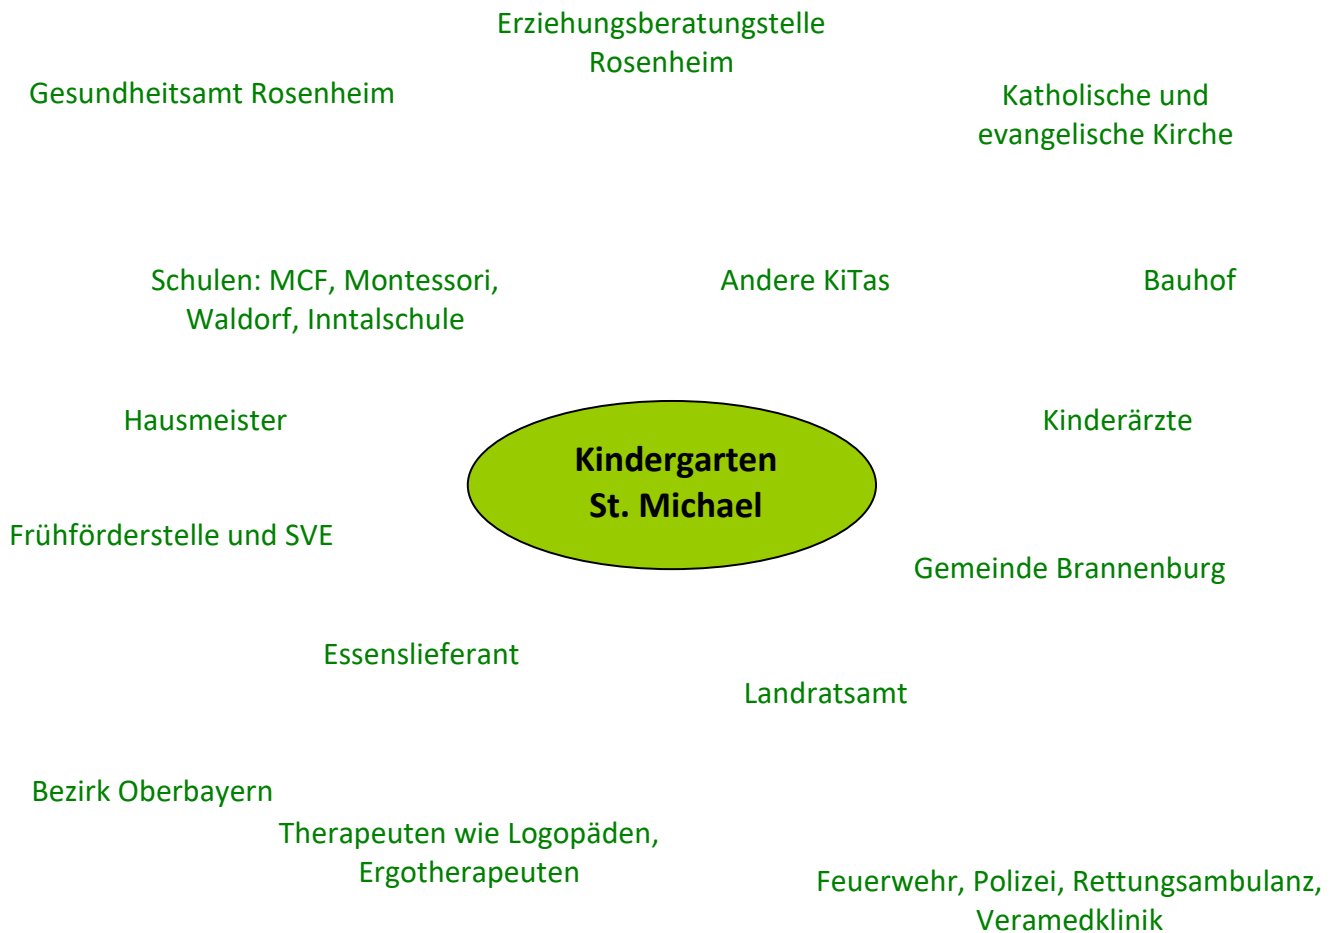 Erziehungsberatungstelle
Rosenheim
Gesundheitsamt Rosenheim
Katholische und
evangelische Kirche
Schulen: MCF, Montessori,
Waldorf, Inntalschule
Andere KiTas
Bauhof
Hausmeister
Kindergarten
St. Michael
Kinderärzte
Frühförderstelle und SVE
Gemeinde Brannenburg
Essenslieferant
Landratsamt
Bezirk Oberbayern
Therapeuten wie Logopäden,
Ergotherapeuten
Feuerwehr, Polizei, Rettungsambulanz,
Veramedklinik